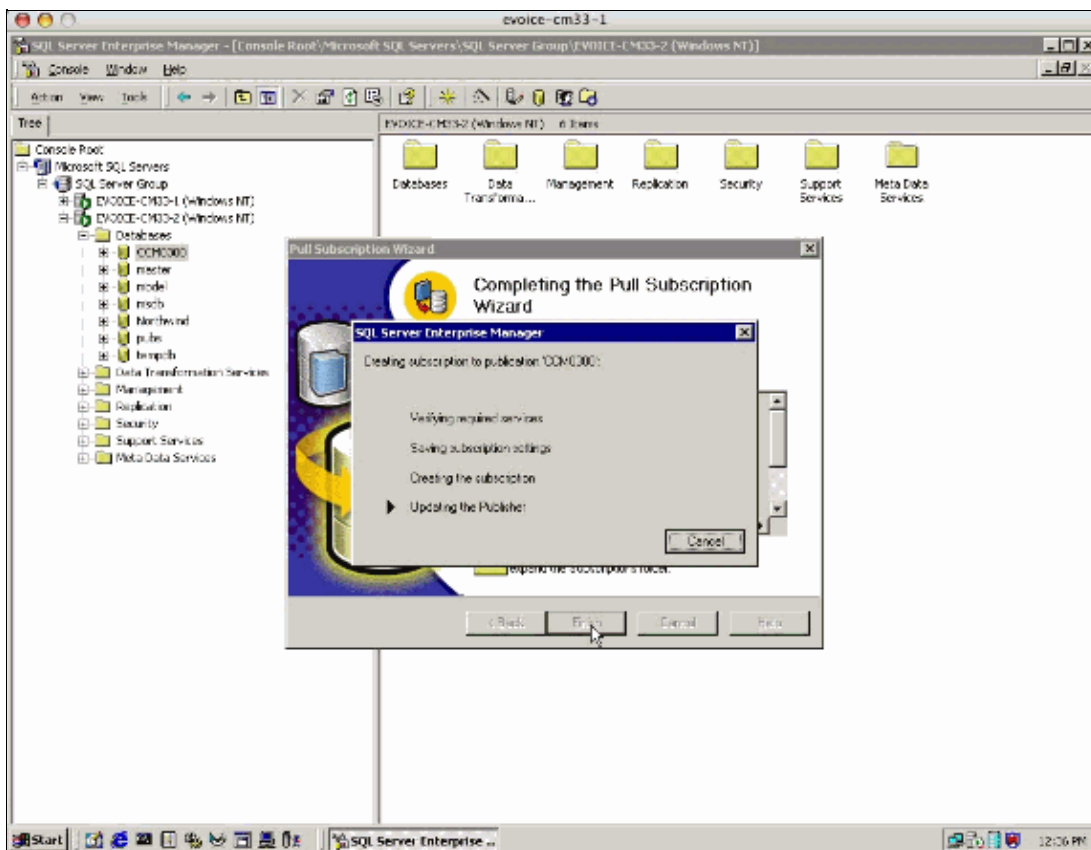 evoice-cm33-1
SQL Server Enterprise Manager - [Console Root\Microsoft SQL Servers\SQL Server Group\EVOICE-CM33-2 (Windows NT)]
Console Window Help
Action View Tools
Tree
EVOICE-CM33-2 (Windows NT) 6 Items
Console Root
Microsoft SQL Servers
SQL Server Group
EVOICE-CM33-1 (Windows NT)
EVOICE-CM33-2 (Windows NT)
Databases
CCM0300
master
model
msdb
Northwind
pubs
tempdb
Data Transformation Services
Management
Replication
Security
Support Services
Meta Data Services
Databases
Data Transforma...
Management
Replication
Security
Support Services
Meta Data Services
Pull Subscription Wizard
Completing the Pull Subscription
Wizard
SQL Server Enterprise Manager
Creating subscription to publication 'CCM0300':
Verifying required services
Saving subscription settings
Creating the subscription
Updating the Publisher
Cancel
expand the Subscriptions folder.
< Back Finish Cancel Help
Start SQL Server Enterprise ... 12:06 PM